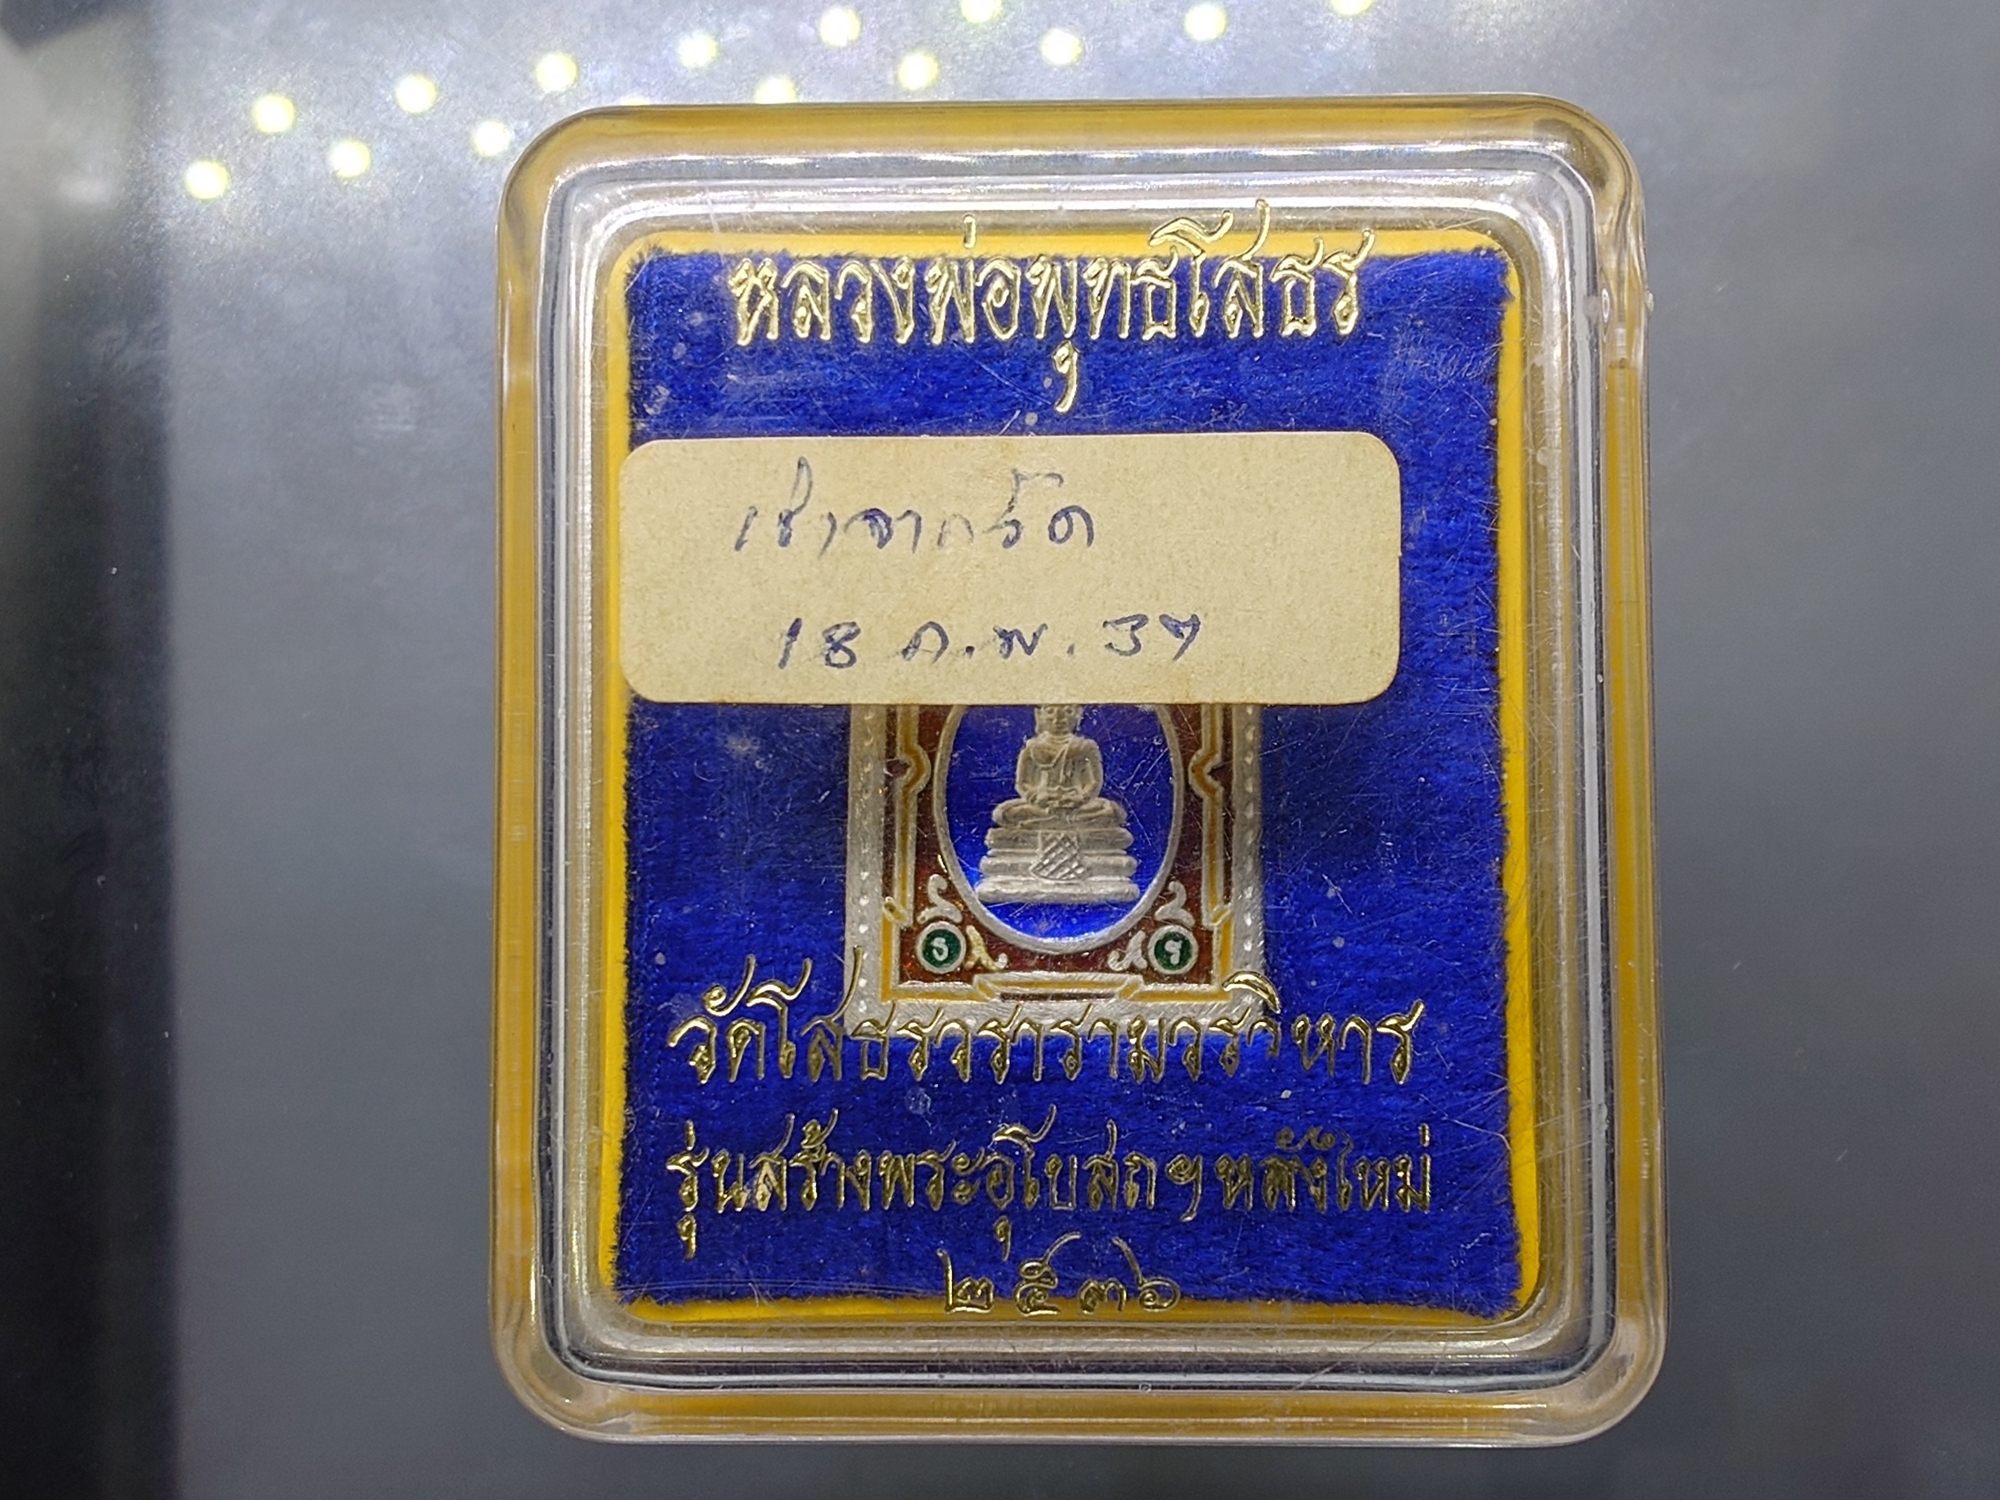 หลวงพ่อพุทธโสธร
เช่าจากวัด
18 ก.พ. 37
ธ ร
วัดโสธรวรารามวรวิหาร
รุ่นสร้างพระอุโบสถฯหลังใหม่
๒๕๓๖